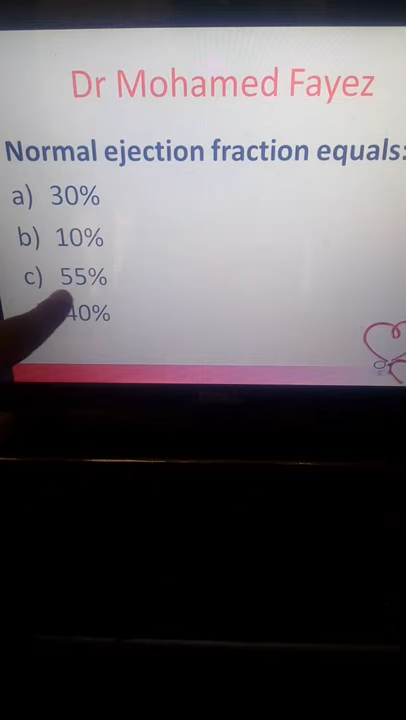 Dr Mohamed Fayez
Normal ejection fraction equals:
a) 30%
b) 10%
c) 55%
40%